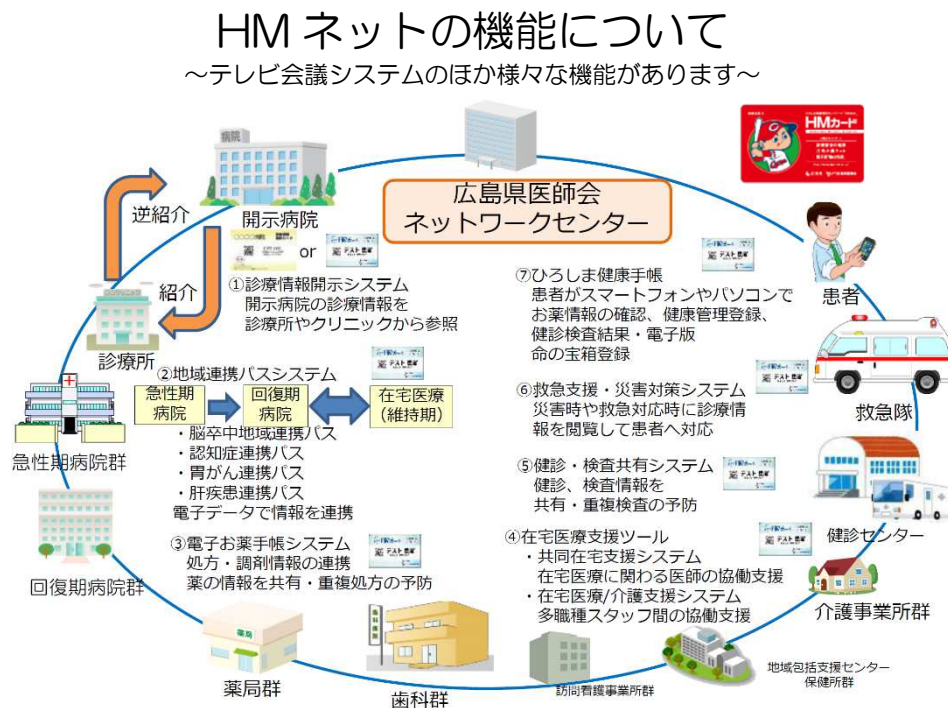 HMネットの機能について
~テレビ会議システムのほか様々な機能があります~
病院
HMカード
広島県医師会
ネットワークセンター
逆紹介
開示病院
or
紹介
①診療情報開示システム
開示病院の診療情報を
診療所やクリニックから参照
診療所
⑦ひろしま健康手帳
患者がスマートフォンやパソコンで
お薬情報の確認、健康管理登録、
健診検査結果・電子版
命の宝箱登録
患者
②地域連携パスシステム
急性期
病院
回復期
病院
在宅医療
(維持期)
・脳卒中地域連携パス
・認知症連携パス
・胃がん連携パス
・肝疾患連携パス
電子データで情報を連携
急性期病院群
⑥救急支援・災害対策システム
災害時や救急対応時に診療情
報を閲覧して患者へ対応
救急隊
⑤健診・検査共有システム
健診、検査情報を
共有・重複検査の予防
健診センター
回復期病院群
③電子お薬手帳システム
処方・調剤情報の連携
薬の情報を共有・重複処方の予防
④在宅医療支援ツール
・共同在宅支援システム
在宅医療に関わる医師の協働支援
・在宅医療/介護支援システム
多職種スタッフ間の協働支援
介護事業所群
薬局
薬局群
歯科医院
歯科群
訪問看護事業所群
地域包括支援センター
保健所群